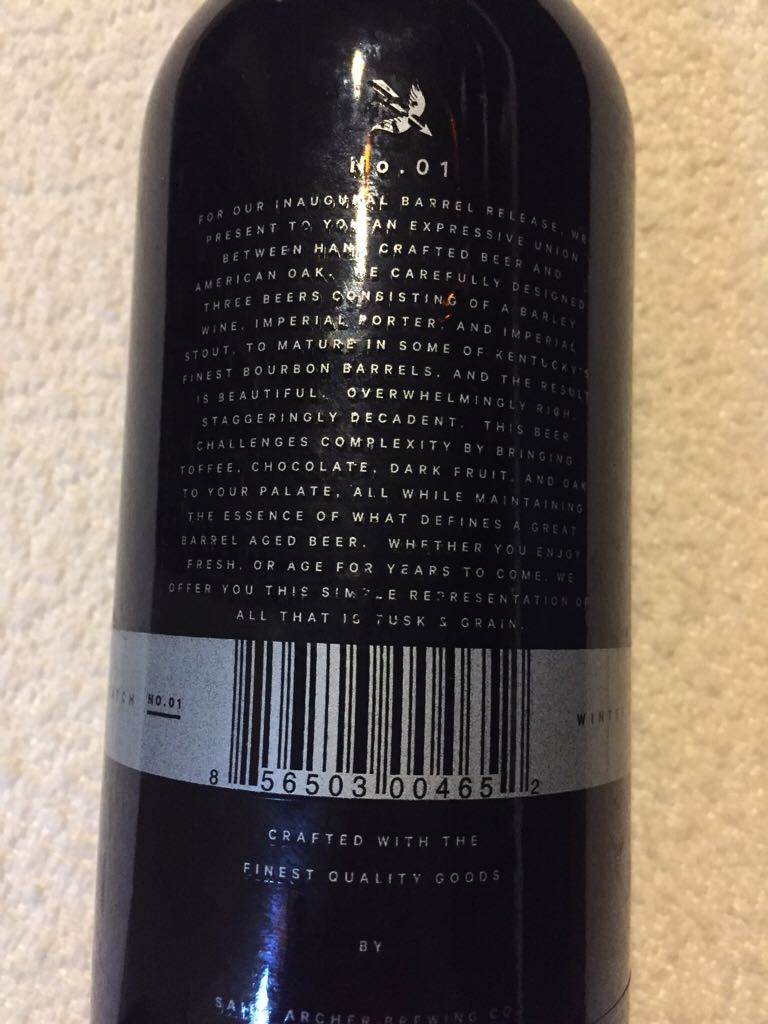 No.01
FOR OUR INAUGURAL BARREL RELEASE, WE
PRESENT TO YOU AN EXPRESSIVE UNION
BETWEEN HAND CRAFTED BEER AND
AMERICAN OAK. WE CAREFULLY DESIGNED
THREE BEERS CONSISTING OF A BARLEY
WINE, IMPERIAL PORTER, AND IMPERIAL
STOUT, TO MATURE IN SOME OF KENTUCKY'S
FINEST BOURBON BARRELS, AND THE RESULT
IS BEAUTIFUL. OVERWHELMINGLY RICH,
STAGGERINGLY DECADENT. THIS BEER
CHALLENGES COMPLEXITY BY BRINGING
TOFFEE, CHOCOLATE, DARK FRUIT, AND OAK
TO YOUR PALATE, ALL WHILE MAINTAINING
THE ESSENCE OF WHAT DEFINES A GREAT
BARREL AGED BEER. WHETHER YOU ENJOY
FRESH, OR AGE FOR YEARS TO COME, WE
OFFER YOU THIS SIMPLE REPRESENTATION OF
ALL THAT IS TUSK & GRAIN.
ATCH NO.01
WINTE
8 56503 00465 2
CRAFTED WITH THE
FINEST QUALITY GOODS
BY
SAINT ARCHER BREWING CO